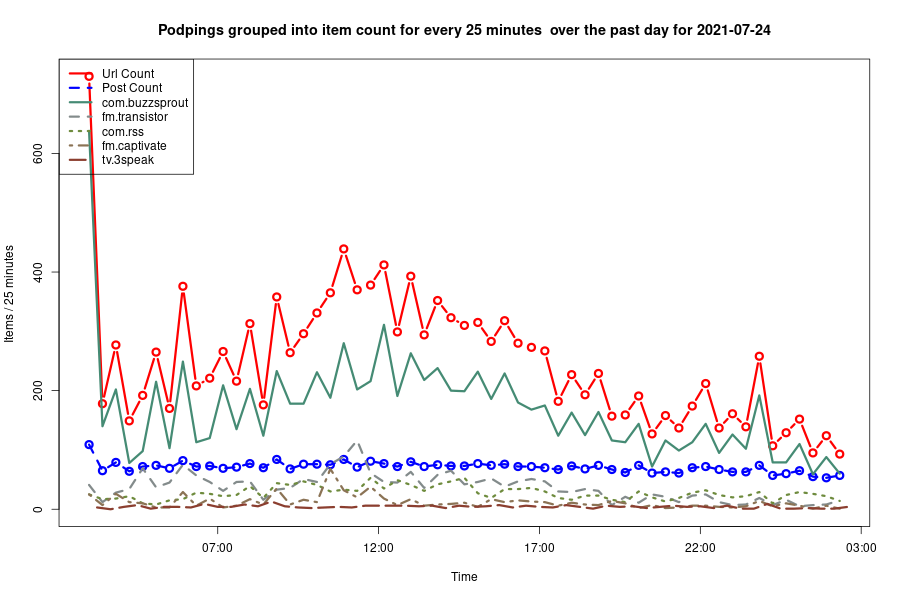 Podpings grouped into item count for every 25 minutes  over the past day for 2021-07-24
Url Count
Post Count
com.buzzsprout
fm.transistor
com.rss
fm.captivate
tv.3speak
Items / 25 minutes
600
400
200
0
07:00 12:00 17:00 22:00 03:00
Time